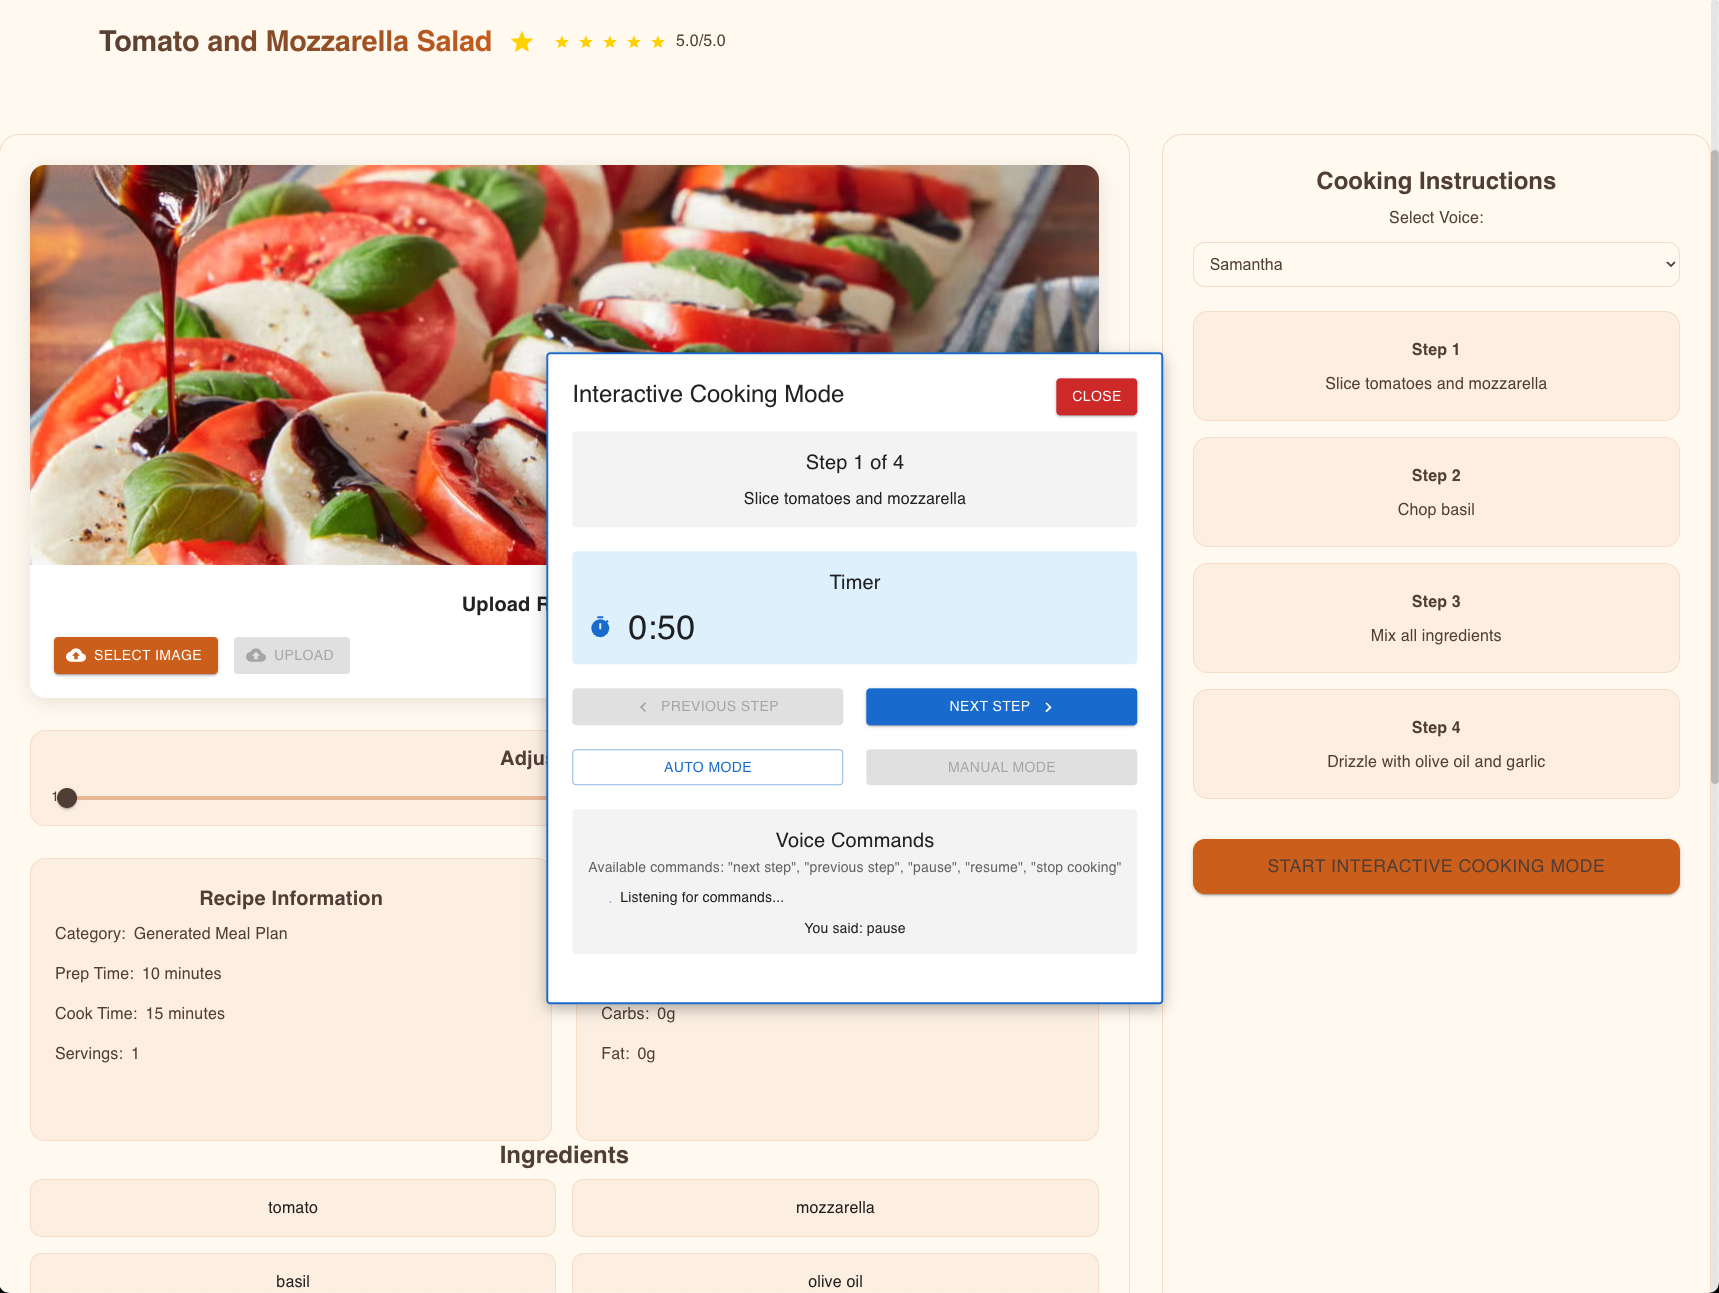 Tomato and Mozzarella Salad
5.0/5.0
Upload R
SELECT IMAGE
UPLOAD
Adju
1
Recipe Information
Category: Generated Meal Plan
Prep Time: 10 minutes
Cook Time: 15 minutes
Servings: 1
Carbs: 0g
Fat: 0g
Ingredients
tomato
mozzarella
basil
olive oil
Interactive Cooking Mode
CLOSE
Step 1 of 4
Slice tomatoes and mozzarella
Timer
0:50
PREVIOUS STEP
NEXT STEP
AUTO MODE
MANUAL MODE
Voice Commands
Available commands: "next step", "previous step", "pause", "resume", "stop cooking"
Listening for commands...
You said: pause
Cooking Instructions
Select Voice:
Samantha
Step 1
Slice tomatoes and mozzarella
Step 2
Chop basil
Step 3
Mix all ingredients
Step 4
Drizzle with olive oil and garlic
START INTERACTIVE COOKING MODE